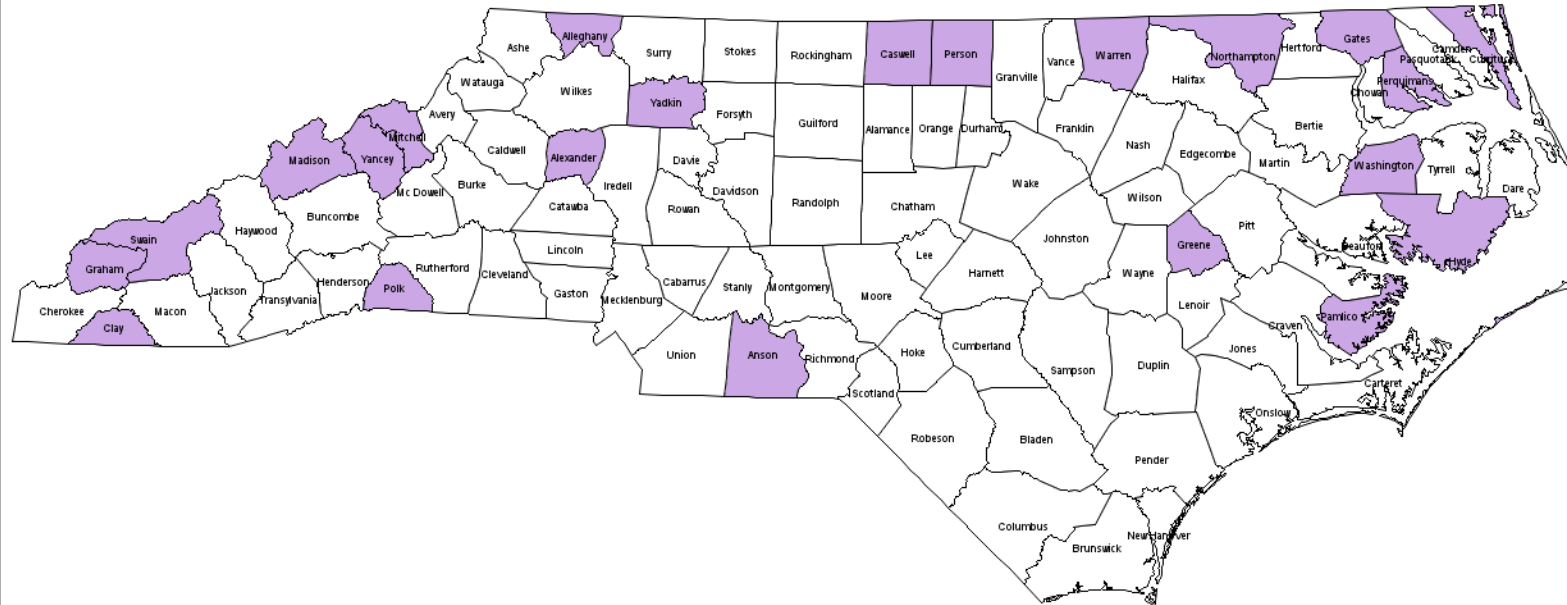 Ashe
Alleghany
Surry
Stokes
Rockingham
Caswell
Person
Granville
Vance
Warren
Halifax
Northampton
Hertford
Gates
Pasquotank
Camden
Currituck
Perquimans
Chowan
Watauga
Wilkes
Yadkin
Forsyth
Guilford
Alamance
Orange
Durham
Franklin
Nash
Edgecombe
Bertie
Martin
Washington
Tyrrell
Dare
Mitchell
Avery
Caldwell
Alexander
Iredell
Davie
Davidson
Randolph
Chatham
Wake
Wilson
Madison
Yancey
Mc Dowell
Burke
Catawba
Rowan
Buncombe
Haywood
Swain
Graham
Lincoln
Johnston
Greene
Pitt
Beaufort
Hyde
Cherokee
Clay
Macon
Jackson
Transylvania
Henderson
Polk
Rutherford
Cleveland
Gaston
Mecklenburg
Cabarrus
Stanly
Montgomery
Moore
Lee
Harnett
Wayne
Lenoir
Craven
Pamlico
Union
Anson
Richmond
Scotland
Hoke
Cumberland
Sampson
Duplin
Jones
Carteret
Onslow
Robeson
Bladen
Pender
Columbus
Brunswick
New Hanover